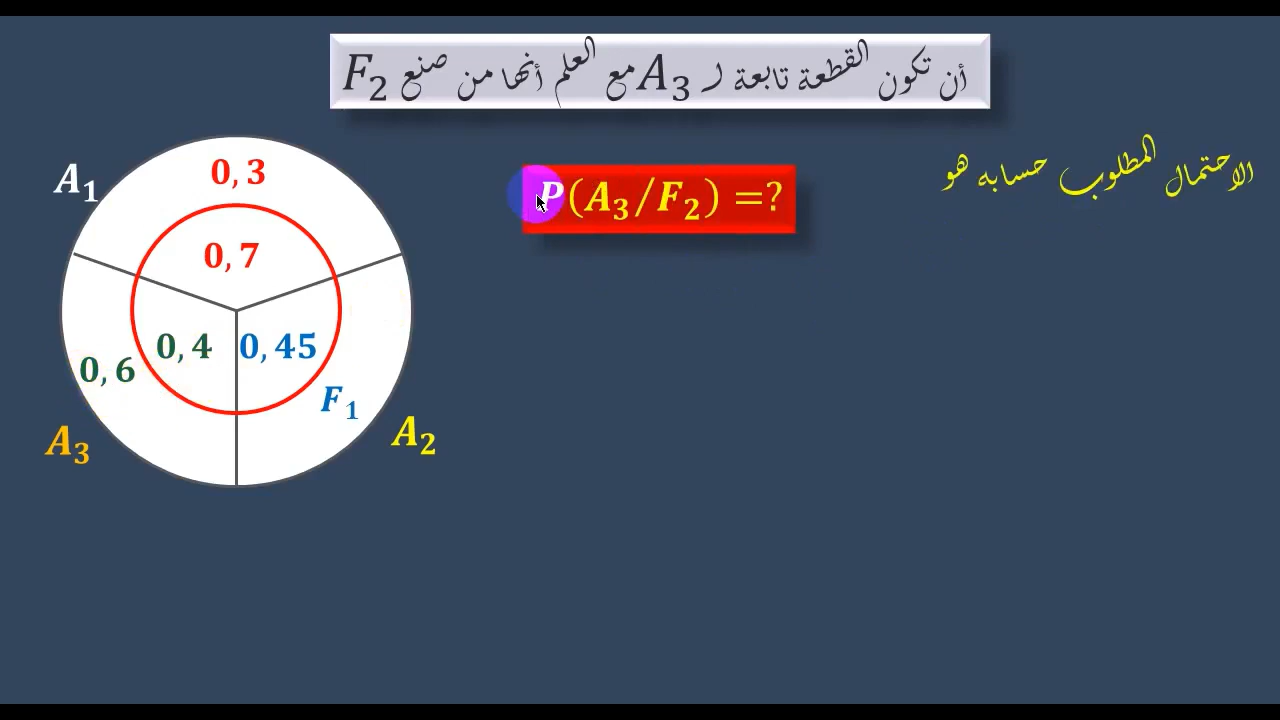 أن تكون القطعة تابعة لـ A3 مع العلم أنها من صنع F2
الاحتمال المطلوب حسابه هو
P(A3/F2) =?
A1
0,3
0,7
0,4
0,45
0,6
F1
A3
A2